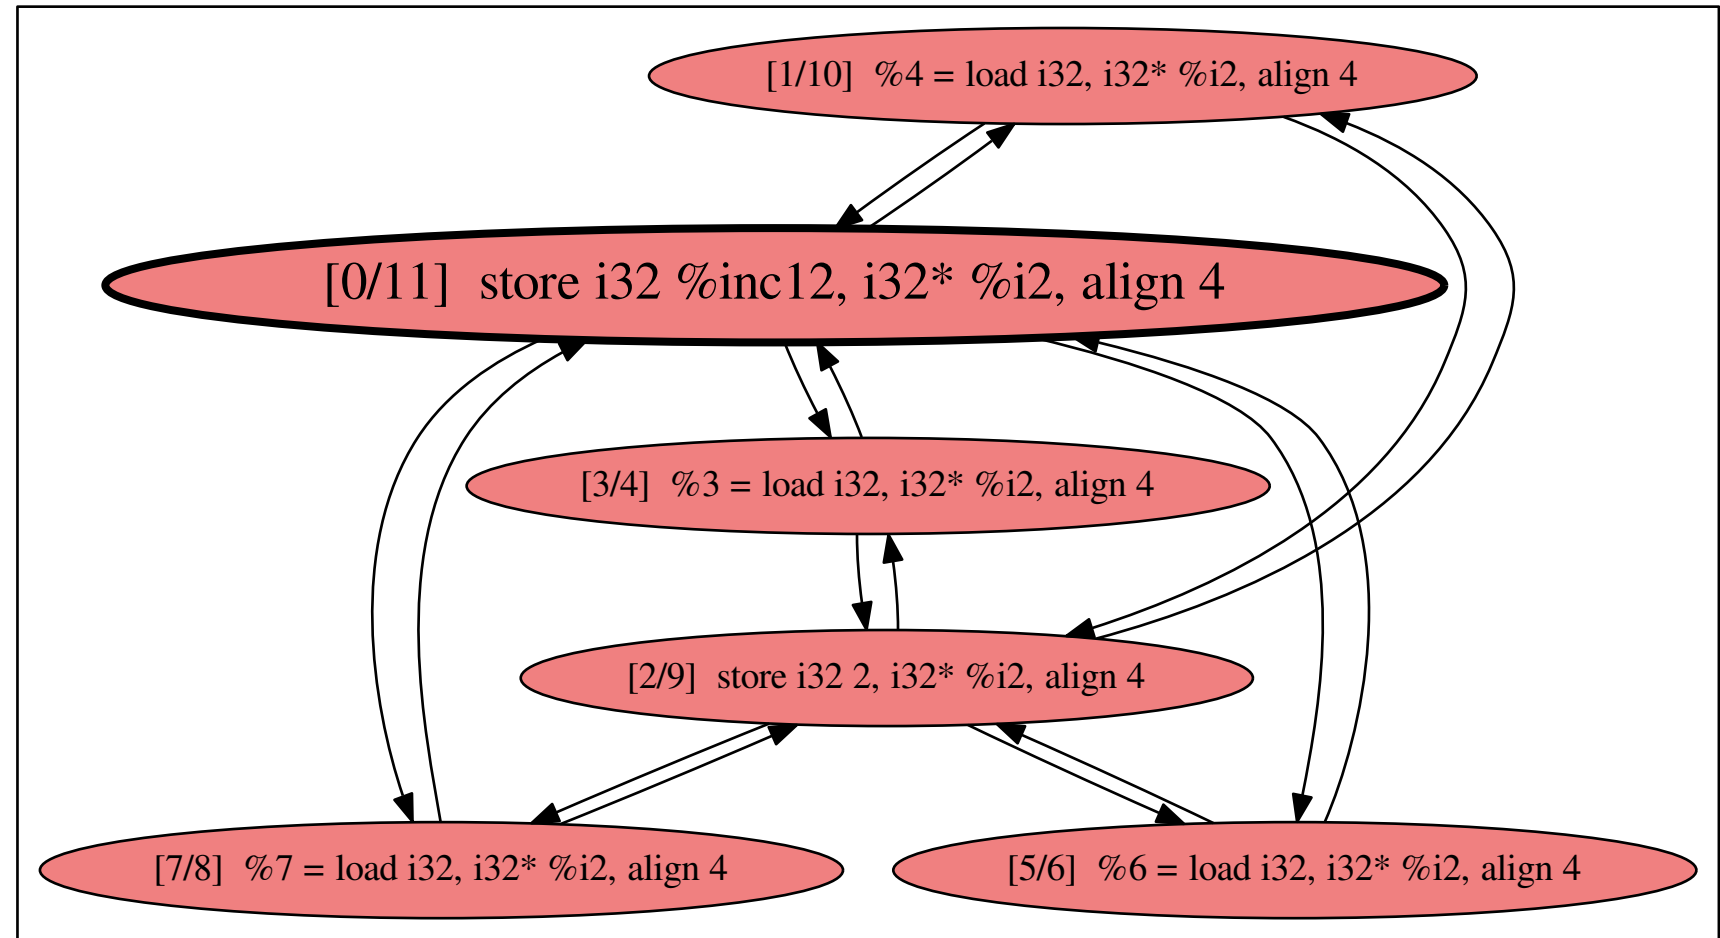 [1/10]  %4 = load i32, i32* %i2, align 4
[0/11]  store i32 %inc12, i32* %i2, align 4
[3/4]  %3 = load i32, i32* %i2, align 4
[2/9]  store i32 2, i32* %i2, align 4
[7/8]  %7 = load i32, i32* %i2, align 4
[5/6]  %6 = load i32, i32* %i2, align 4